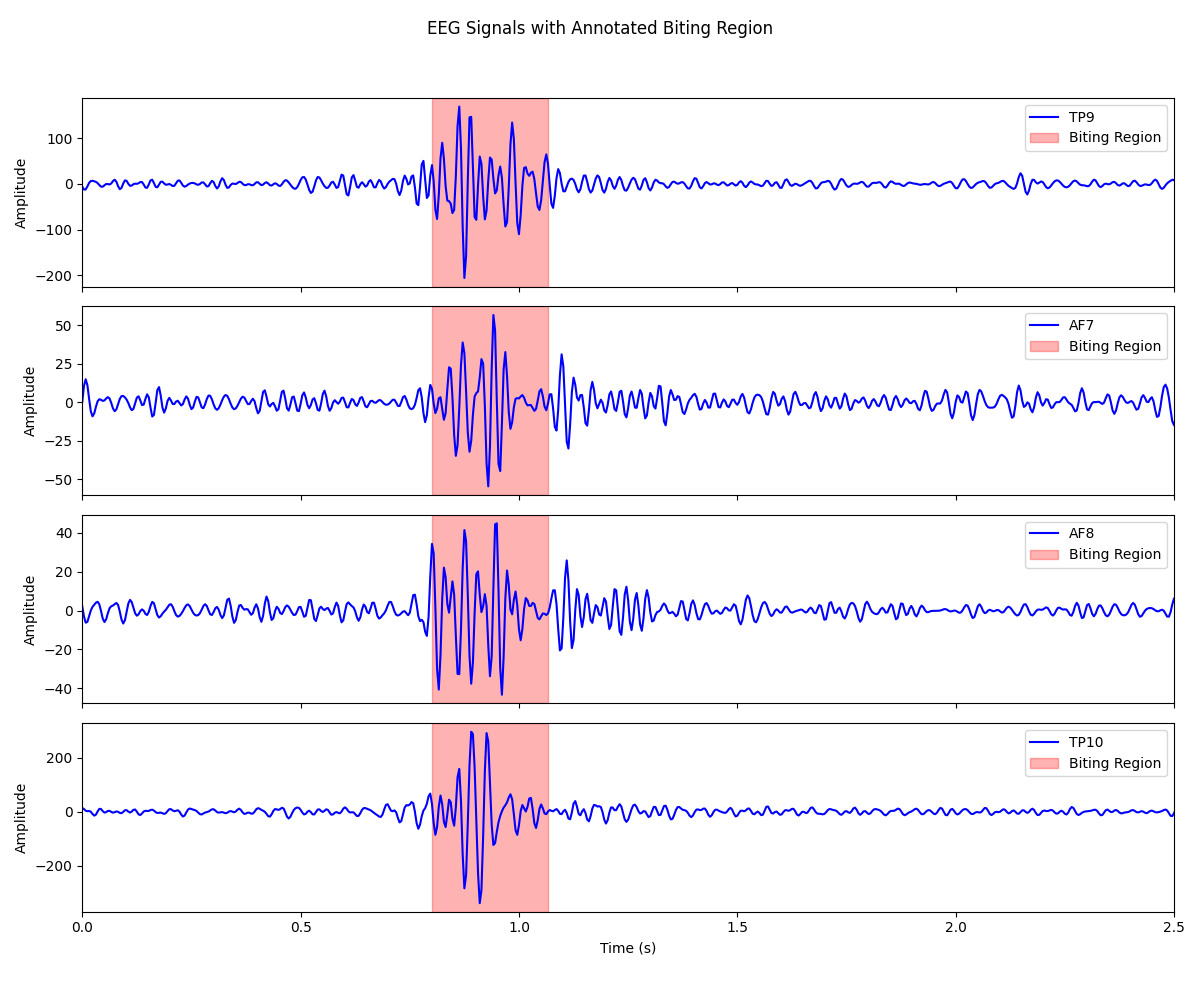 EEG Signals with Annotated Biting Region
Amplitude
100
0
−100
−200
TP9
Biting Region
Amplitude
50
25
0
−25
−50
AF7
Biting Region
Amplitude
40
20
0
−20
−40
AF8
Biting Region
Amplitude
200
0
−200
TP10
Biting Region
0.0 0.5 1.0 1.5 2.0 2.5
Time (s)